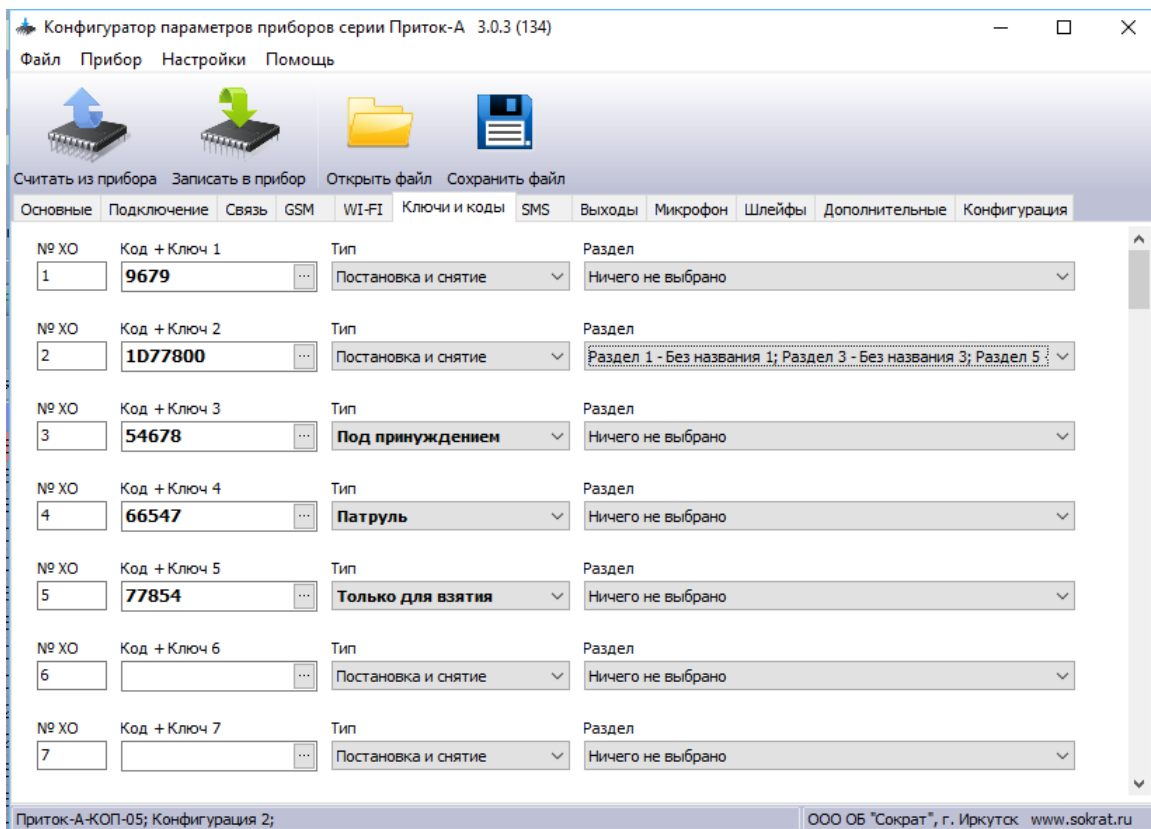 Конфигуратор параметров приборов серии Приток-А 3.0.3 (134)
Файл Прибор Настройки Помощь
Считать из прибора Записать в прибор Открыть файл Сохранить файл
Основные Подключение Связь GSM WI-FI Ключи и коды SMS Выходы Микрофон Шлейфы Дополнительные Конфигурация
№ ХО Код + Ключ 1 Тип Раздел
1 9679 ... Постановка и снятие Ничего не выбрано
№ ХО Код + Ключ 2 Тип Раздел
2 1D77800 ... Постановка и снятие Раздел 1 - Без названия 1; Раздел 3 - Без названия 3; Раздел 5 -
№ ХО Код + Ключ 3 Тип Раздел
3 54678 ... Под принуждением Ничего не выбрано
№ ХО Код + Ключ 4 Тип Раздел
4 66547 ... Патруль Ничего не выбрано
№ ХО Код + Ключ 5 Тип Раздел
5 77854 ... Только для взятия Ничего не выбрано
№ ХО Код + Ключ 6 Тип Раздел
6 ... Постановка и снятие Ничего не выбрано
№ ХО Код + Ключ 7 Тип Раздел
7 ... Постановка и снятие Ничего не выбрано
Приток-А-КОП-05; Конфигурация 2; ООО ОБ "Сократ", г. Иркутск www.sokrat.ru